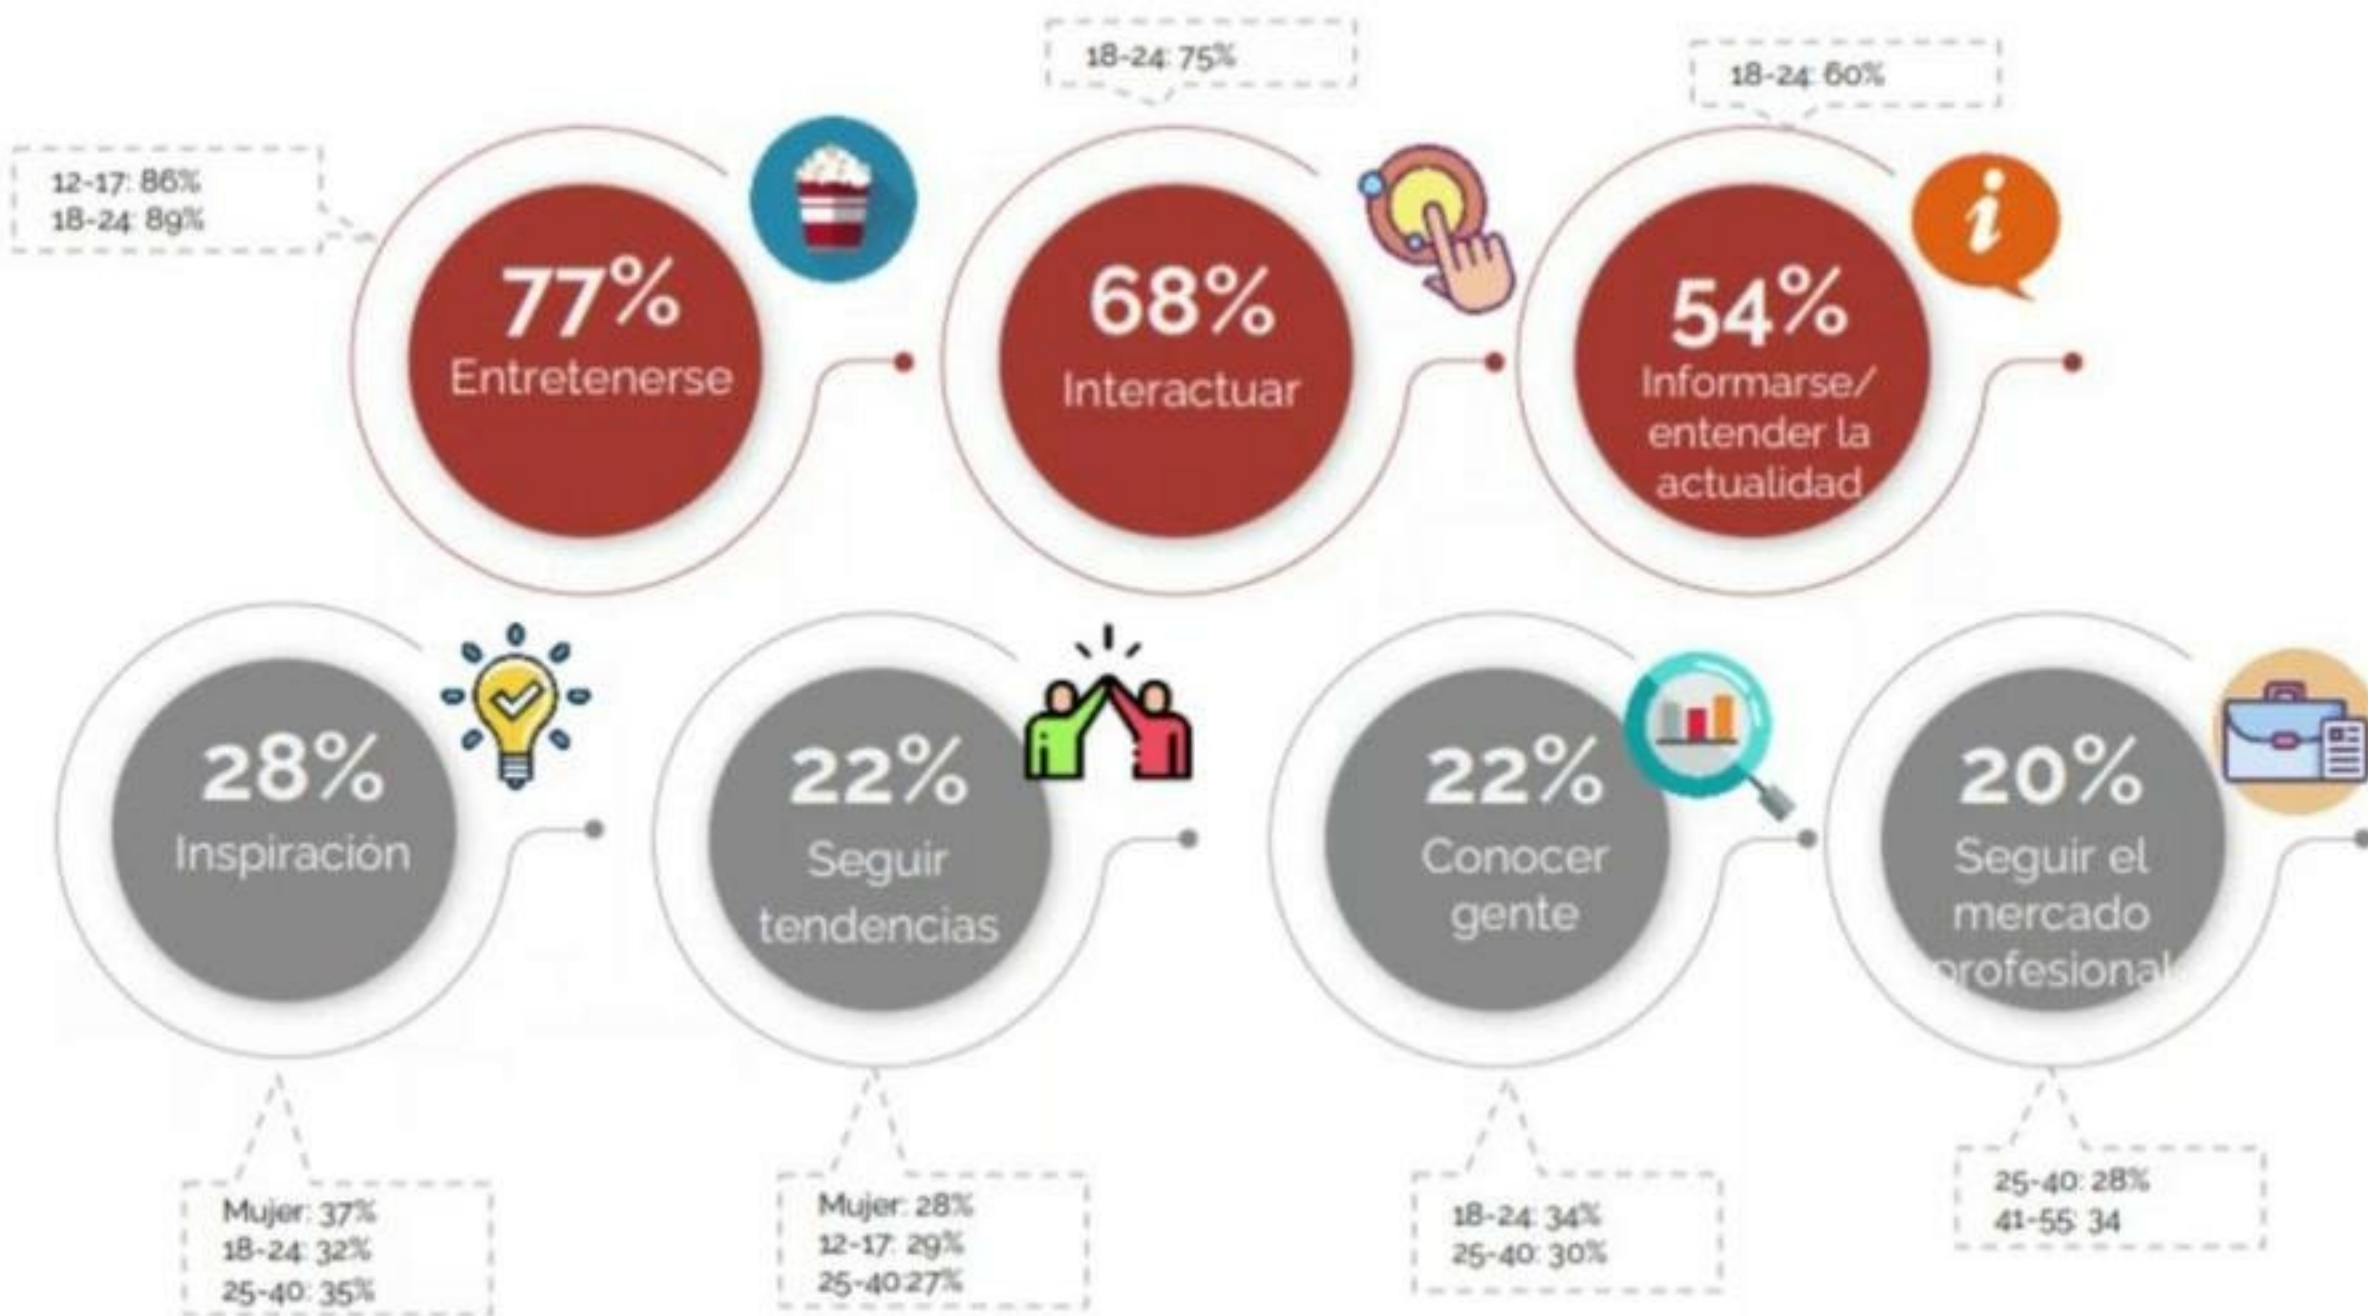 18-24: 75%
18-24: 60%
12-17: 86%
18-24: 89%
77%
Entretenerse
68%
Interactuar
54%
Informarse/
entender la
actualidad
28%
Inspiración
22%
Seguir
tendencias
22%
Conocer
gente
20%
Seguir el
mercado
profesional
Mujer: 37%
18-24: 32%
25-40: 35%
Mujer: 28%
12-17: 29%
25-40:27%
18-24: 34%
25-40: 30%
25-40: 28%
41-55: 34